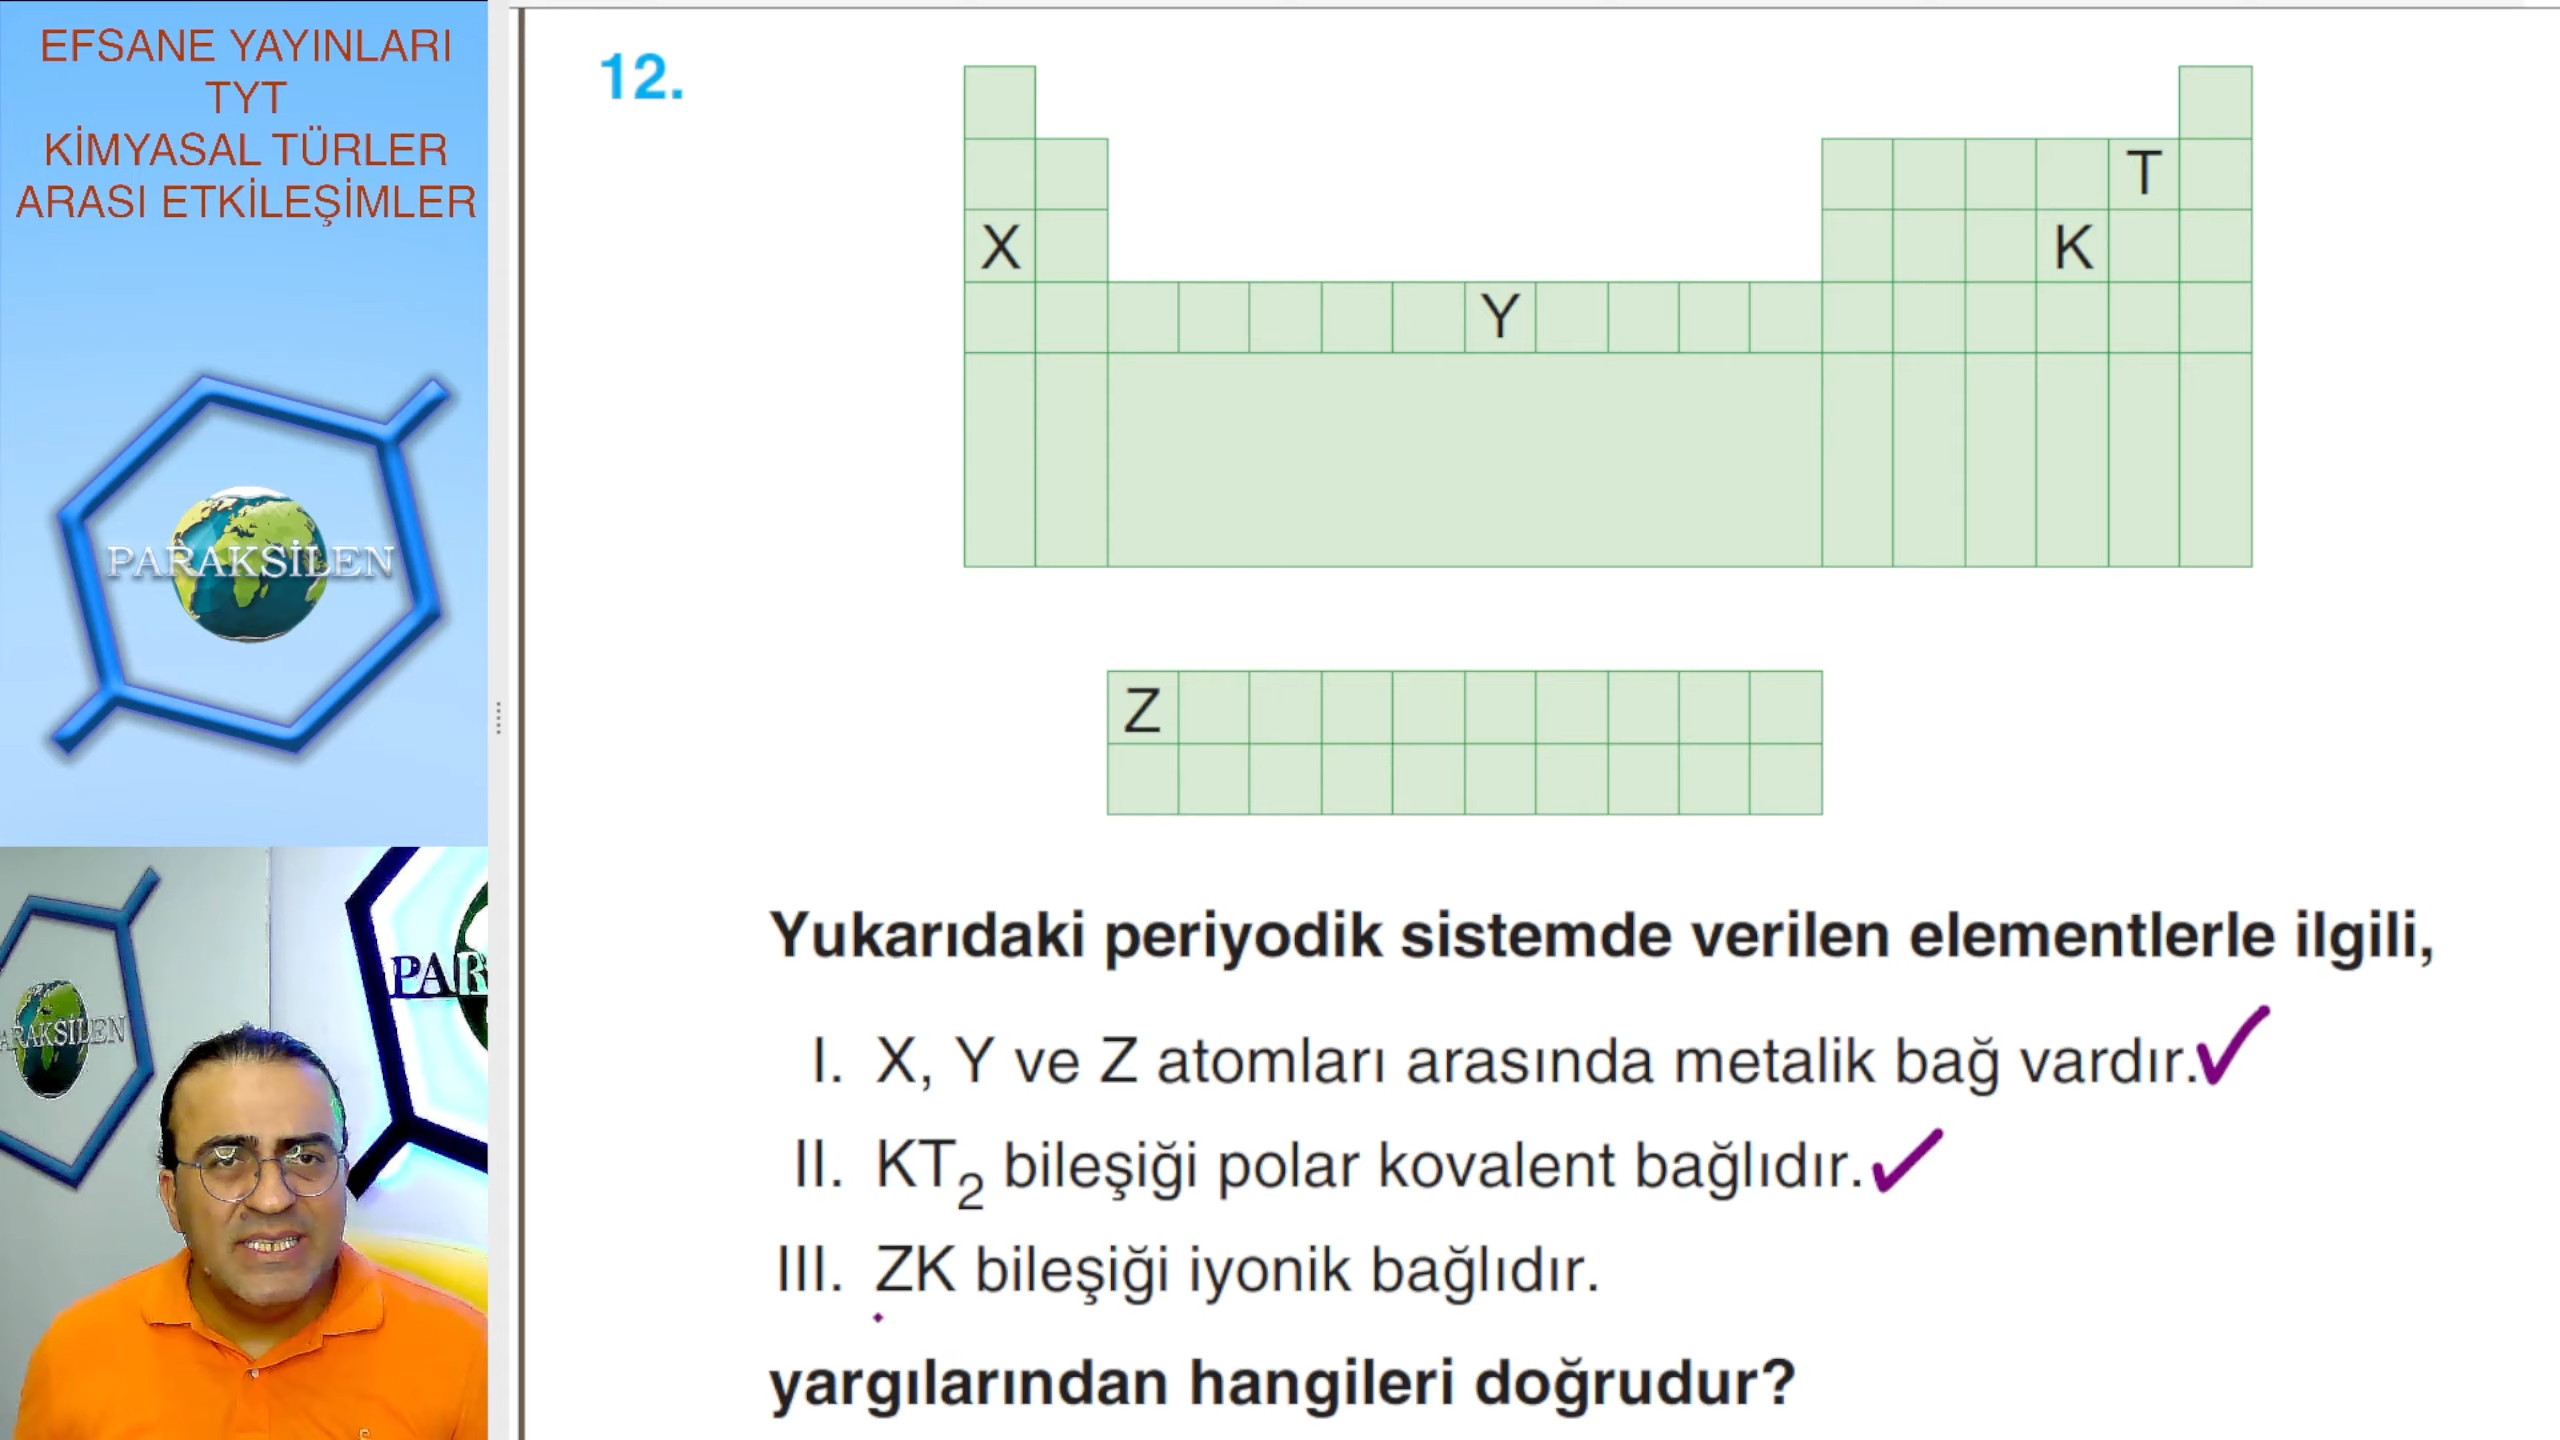 EFSANE YAYINLARI
TYT
KİMYASAL TÜRLER
ARASI ETKİLEŞİMLER
PARAKSİLEN
ARAKSİLEN
PAR
12.
T
X
K
Y
Z
Yukarıdaki periyodik sistemde verilen elementlerle ilgili,
I. X, Y ve Z atomları arasında metalik bağ vardır.
II. KT₂ bileşiği polar kovalent bağlıdır.
III. ZK bileşiği iyonik bağlıdır.
yargılarından hangileri doğrudur?